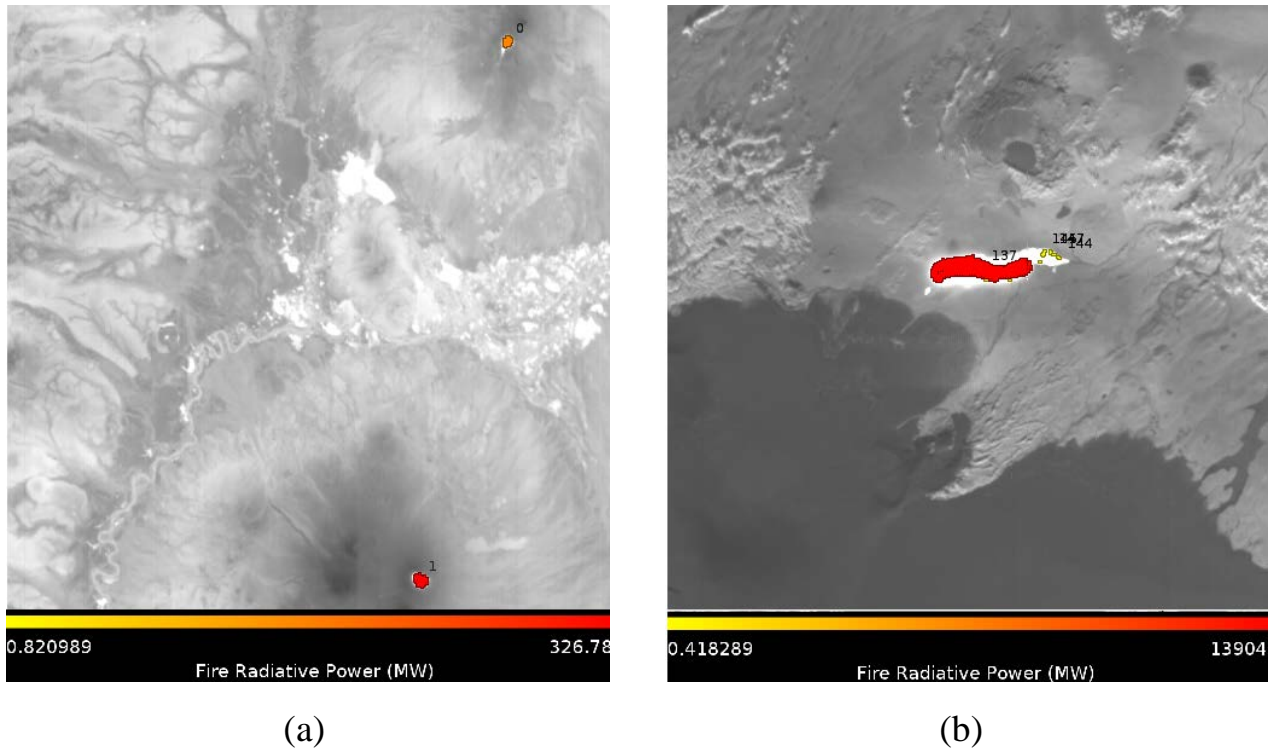 0
1
0.820989
326.78
Fire Radiative Power (MW)
(a)
137
144
0.418289
13904
Fire Radiative Power (MW)
(b)